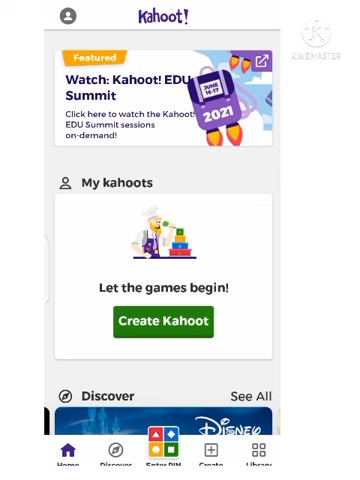 Kahoot!
KINEMASTER
Featured
Watch: Kahoot! EDU
Summit
Click here to watch the Kahoot!
EDU Summit sessions
on-demand!
JUNE
16-17
2021
My kahoots
Let the games begin!
Create Kahoot
Discover
See All
Disney
Home
Discover
Enter PIN
Create
Library